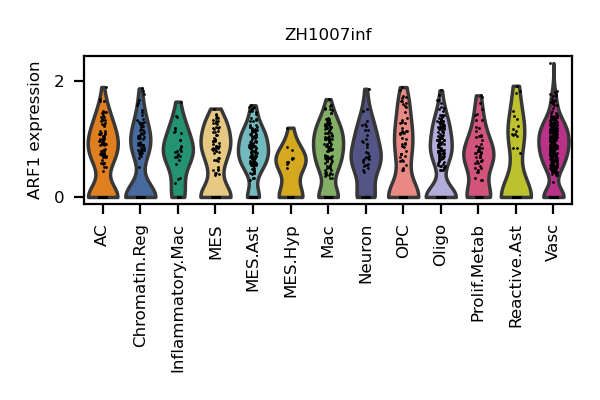 ZH1007inf
ARF1 expression
2
0
AC
Chromatin.Reg
Inflammatory.Mac
MES
MES.Ast
MES.Hyp
Mac
Neuron
OPC
Oligo
Prolif.Metab
Reactive.Ast
Vasc